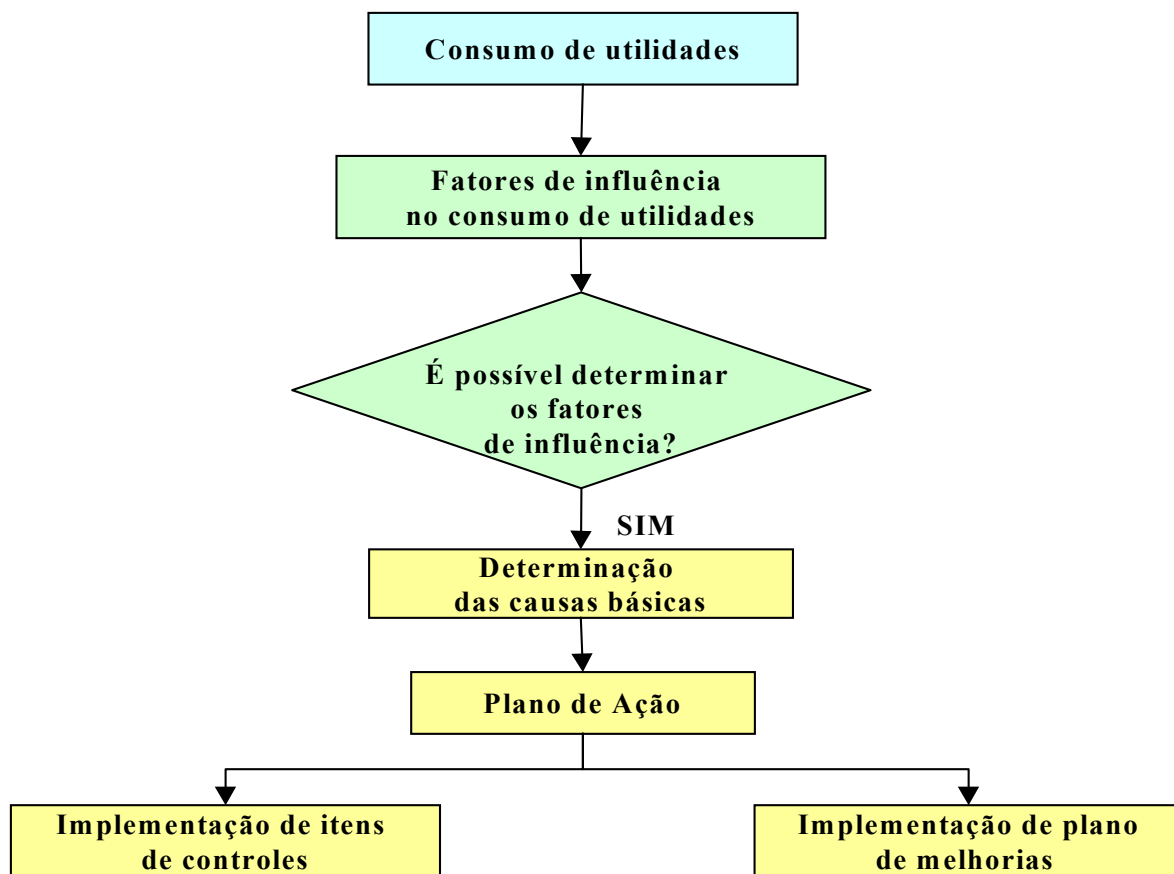 Consumo de utilidades
Fatores de influência
no consumo de utilidades
É possível determinar
os fatores
de influência?
SIM
Determinação
das causas básicas
Plano de Ação
Implementação de itens
de controles
Implementação de plano
de melhorias